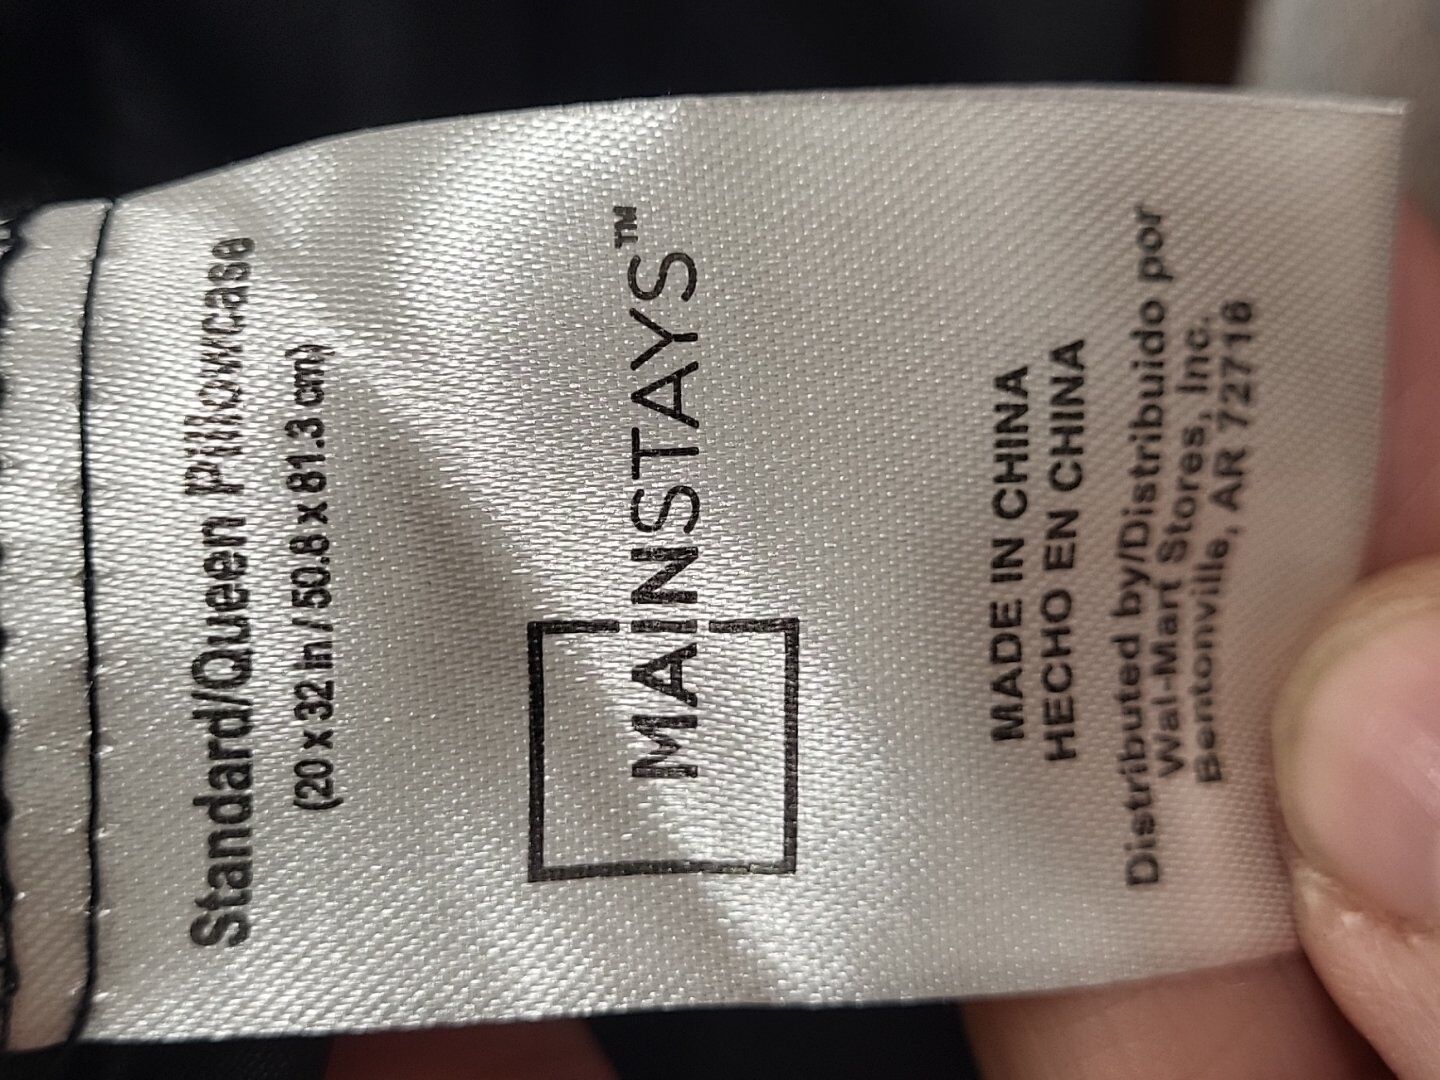 Standard/Queen Pillowcase
(20 x 32 in / 50.8 x 81.3 cm)
MAINSTAYS™
MADE IN CHINA
HECHO EN CHINA
Distributed by/Distribuido por
Wal-Mart Stores, Inc.
Bentonville, AR 72716